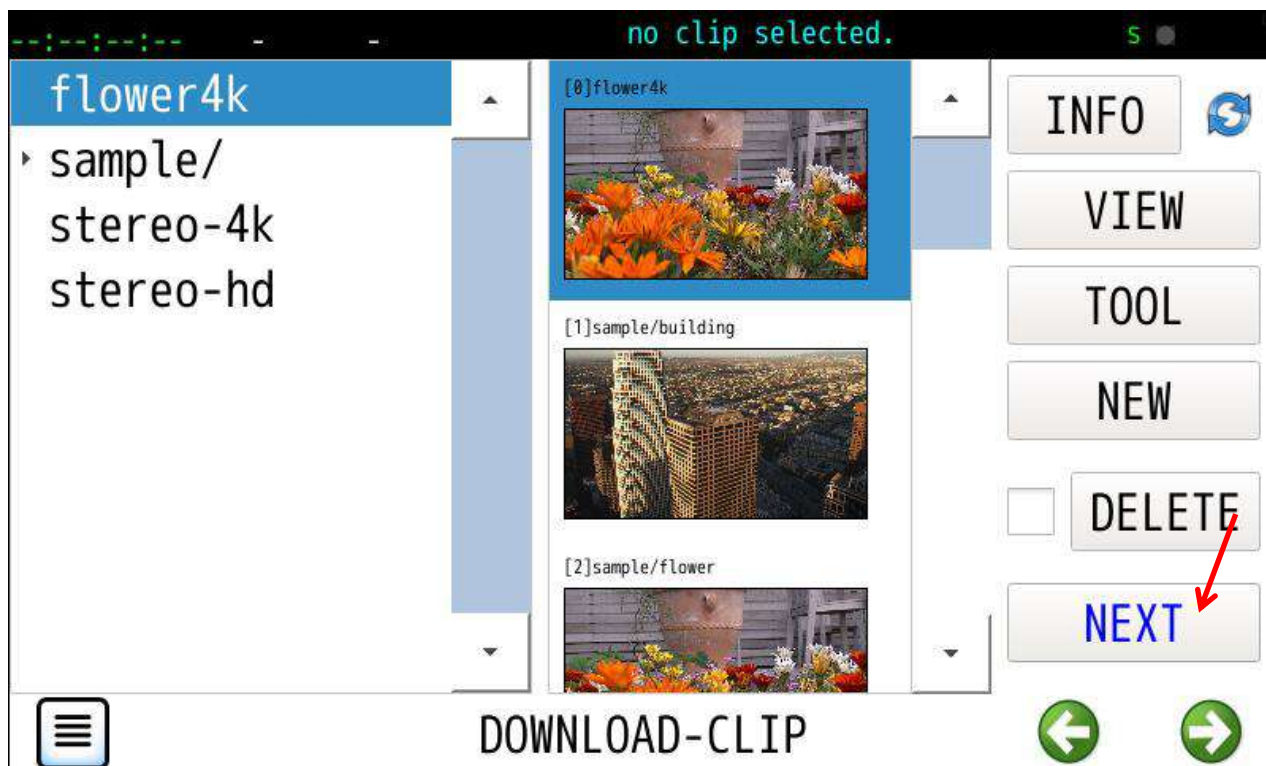 --:--:--:-- - - no clip selected. S
flower4k
sample/
stereo-4k
stereo-hd
[0]flower4k
[1]sample/building
[2]sample/flower
INFO
VIEW
TOOL
NEW
DELETE
NEXT
DOWNLOAD-CLIP